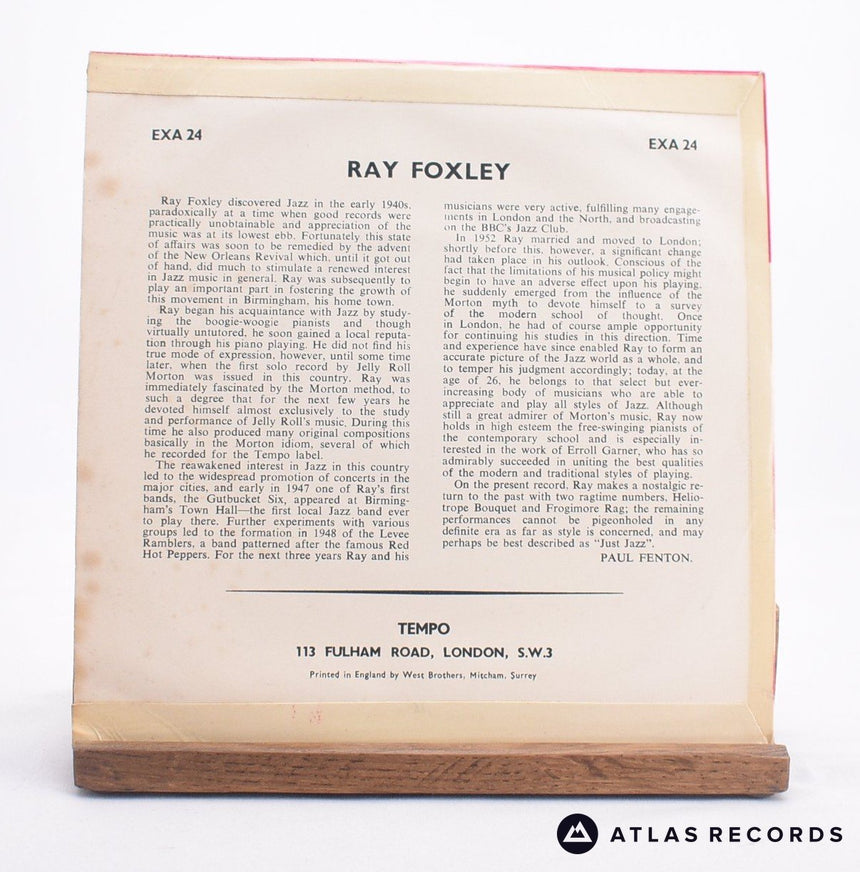 EXA 24
EXA 24
RAY FOXLEY
Ray Foxley discovered Jazz in the early 1940s,
paradoxically at a time when good records were
practically unobtainable and appreciation of the
music was at its lowest ebb. Fortunately this state
of affairs was soon to be remedied by the advent
of the New Orleans Revival which, until it got out
of hand, did much to stimulate a renewed interest
in Jazz music in general. Ray was subsequently to
play an important part in fostering the growth of
this movement in Birmingham, his home town.
Ray began his acquaintance with Jazz by study-
ing the boogie-woogie pianists and though
virtually untutored, he soon gained a local reputa-
tion through his piano playing. He did not find his
true mode of expression, however, until some time
later, when the first solo record by Jelly Roll
Morton was issued in this country. Ray was
immediately fascinated by the Morton method, to
such a degree that for the next few years he
devoted himself almost exclusively to the study
and performance of Jelly Roll's music. During this
time he also produced many original compositions
basically in the Morton idiom, several of which
he recorded for the Tempo label.
The reawakened interest in Jazz in this country
led to the widespread promotion of concerts in the
major cities, and early in 1947 one of Ray's first
bands, the Gutbucket Six, appeared at Birming-
ham's Town Hall—the first local Jazz band ever
to play there. Further experiments with various
groups led to the formation in 1948 of the Levee
Ramblers, a band patterned after the famous Red
Hot Peppers. For the next three years Ray and his
musicians were very active, fulfilling many engage-
ments in London and the North, and broadcasting
on the BBC's Jazz Club.
In 1952 Ray married and moved to London;
shortly before this, however, a significant change
had taken place in his outlook. Conscious of the
fact that the limitations of his musical policy might
begin to have an adverse effect upon his playing,
he suddenly emerged from the influence of the
Morton myth to devote himself to a survey
of the modern school of thought. Once
in London, he had of course ample opportunity
for continuing his studies in this direction. Time
and experience have since enabled Ray to form an
accurate picture of the Jazz world as a whole, and
to temper his judgment accordingly; today, at the
age of 26, he belongs to that select but ever-
increasing body of musicians who are able to
appreciate and play all styles of Jazz. Although
still a great admirer of Morton's music, Ray now
holds in high esteem the free-swinging pianists of
the contemporary school and is especially in-
terested in the work of Erroll Garner, who has so
admirably succeeded in uniting the best qualities
of the modern and traditional styles of playing.
On the present record, Ray makes a nostalgic re-
turn to the past with two ragtime numbers, Helio-
trope Bouquet and Frogimore Rag; the remaining
performances cannot be pigeonholed in any
definite era as far as style is concerned, and may
perhaps be best described as "Just Jazz".
PAUL FENTON.
TEMPO
113 FULHAM ROAD, LONDON, S.W.3
Printed in England by West Brothers, Mitcham, Surrey
ATLAS RECORDS